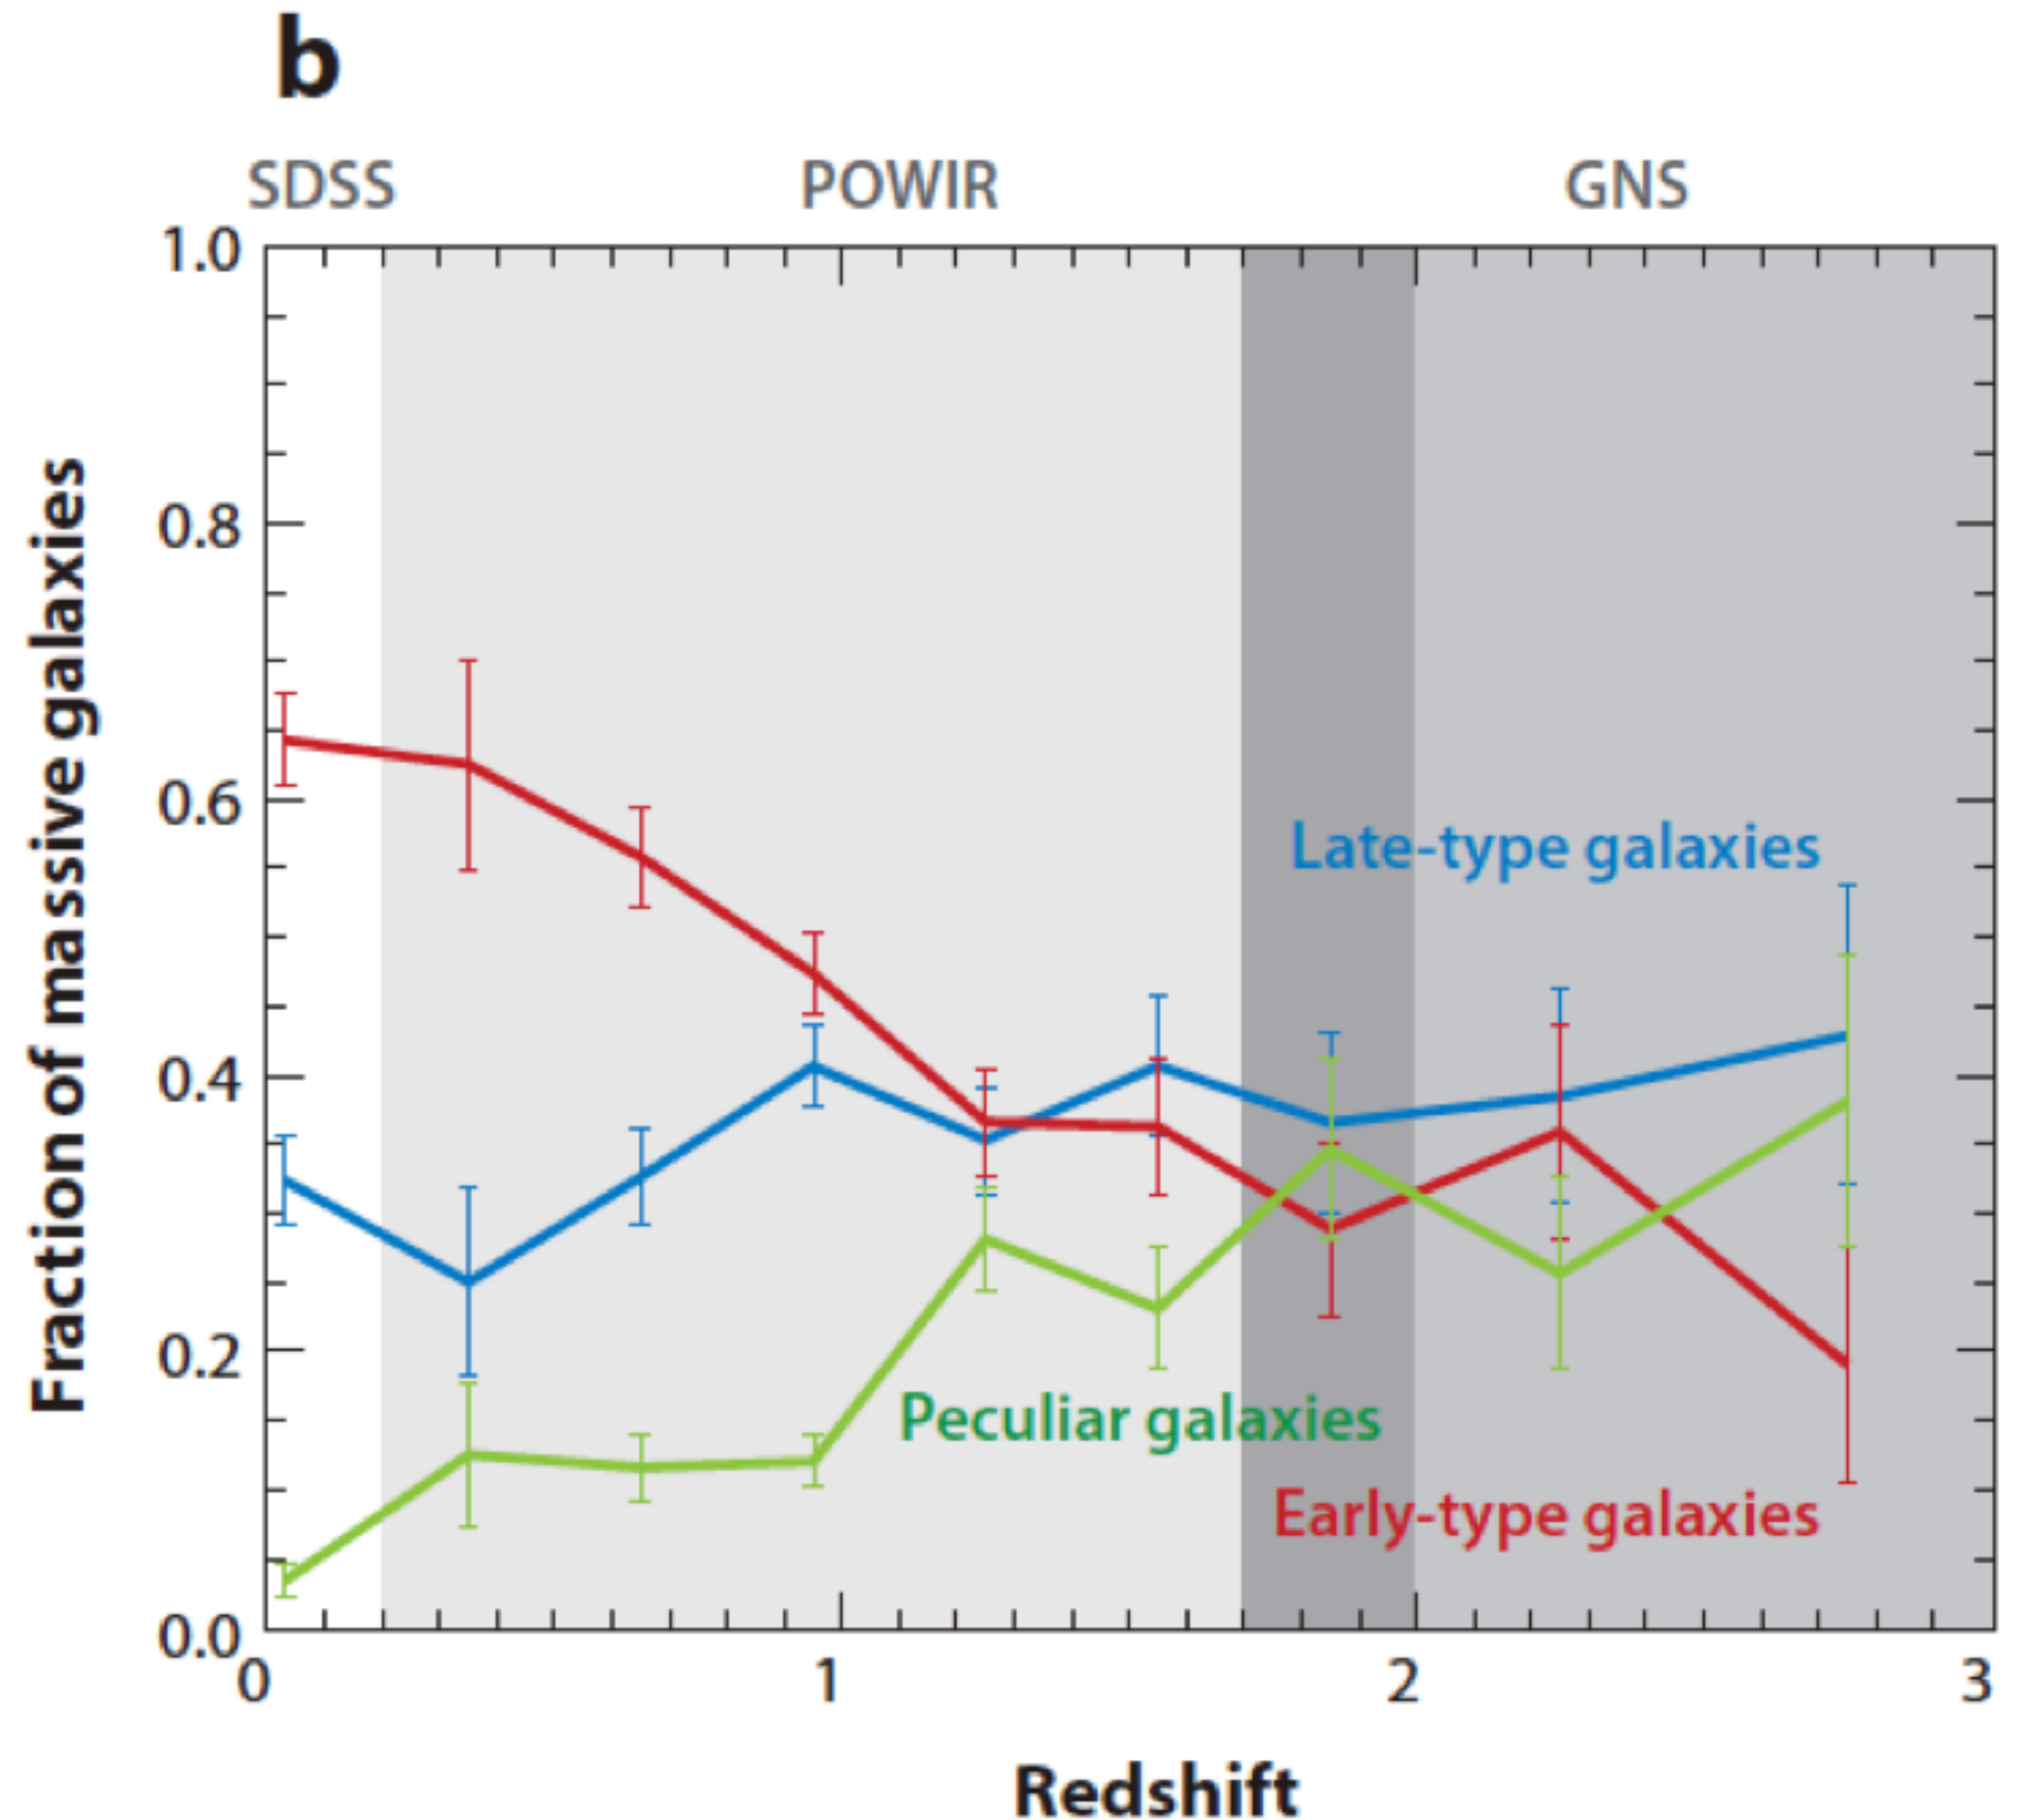 b
SDSS POWIR GNS
1.0
0.8
0.6
0.4
0.2
0.0
Fraction of massive galaxies
Late-type galaxies
Peculiar galaxies
Early-type galaxies
0 1 2 3
Redshift